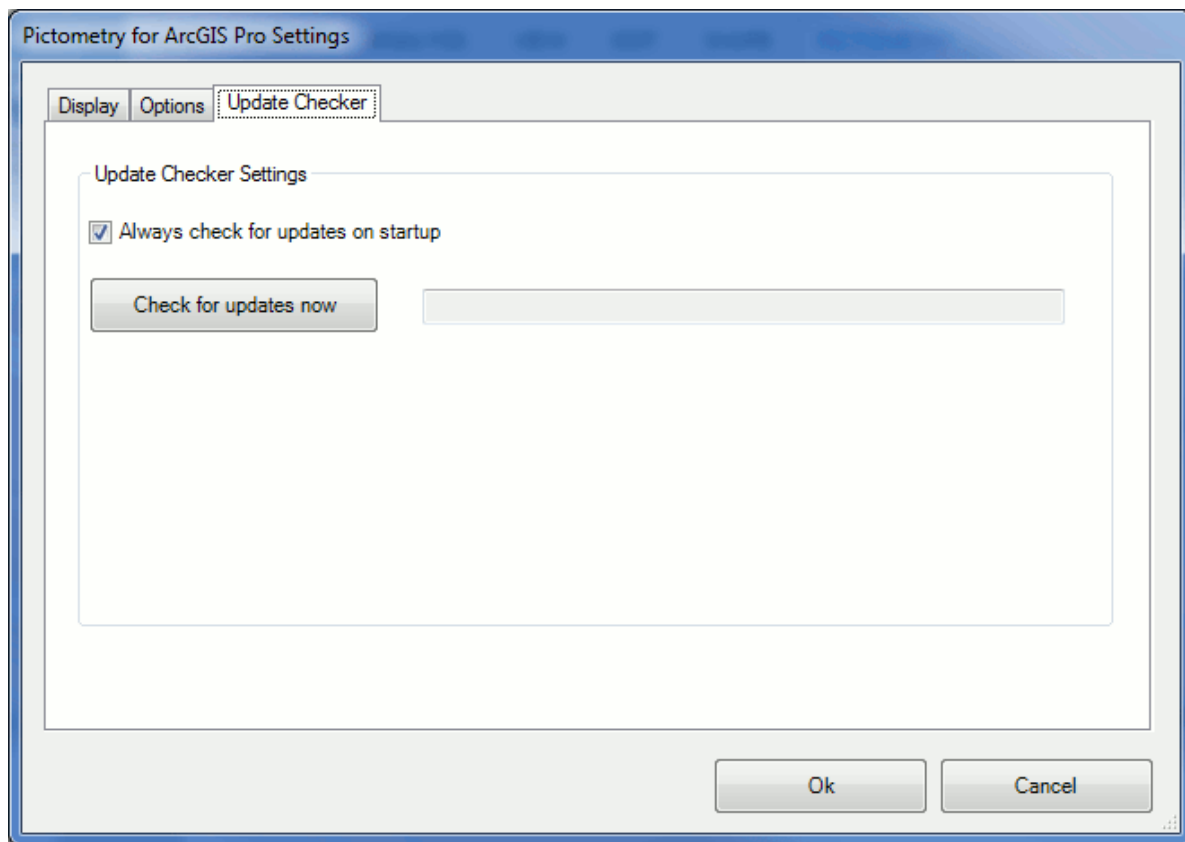 Pictometry for ArcGIS Pro Settings
Display Options Update Checker
Update Checker Settings
Always check for updates on startup
Check for updates now
Ok Cancel